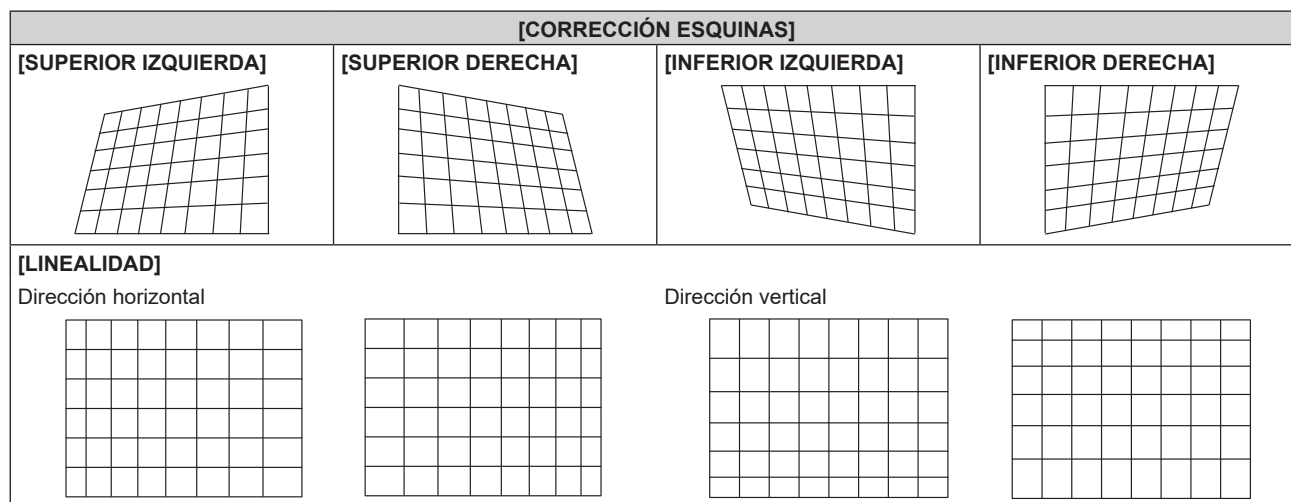 [CORRECCIÓN ESQUINAS]
[SUPERIOR IZQUIERDA]
[SUPERIOR DERECHA]
[INFERIOR IZQUIERDA]
[INFERIOR DERECHA]
[LINEALIDAD]
Dirección horizontal
Dirección vertical